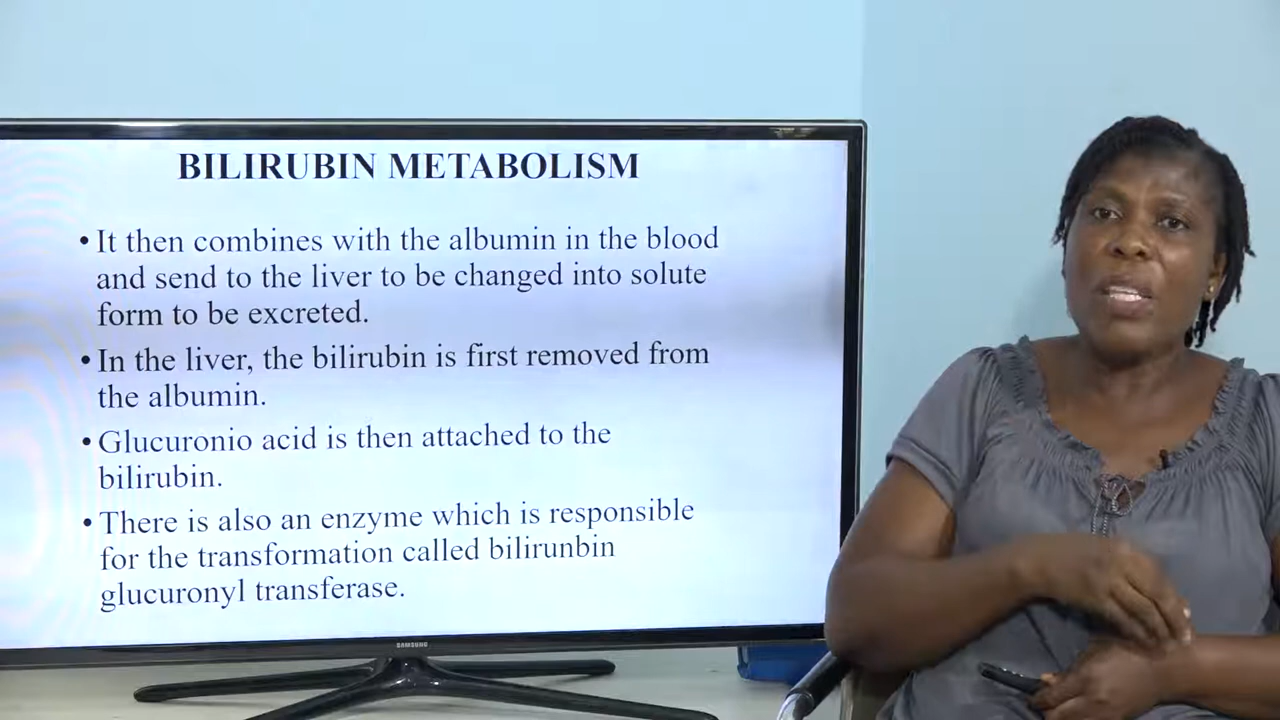 BILIRUBIN METABOLISM
• It then combines with the albumin in the blood
and send to the liver to be changed into solute
form to be excreted.
• In the liver, the bilirubin is first removed from
the albumin.
• Glucuronio acid is then attached to the
bilirubin.
• There is also an enzyme which is responsible
for the transformation called bilirunbin
glucuronyl transferase.
SAMSUNG